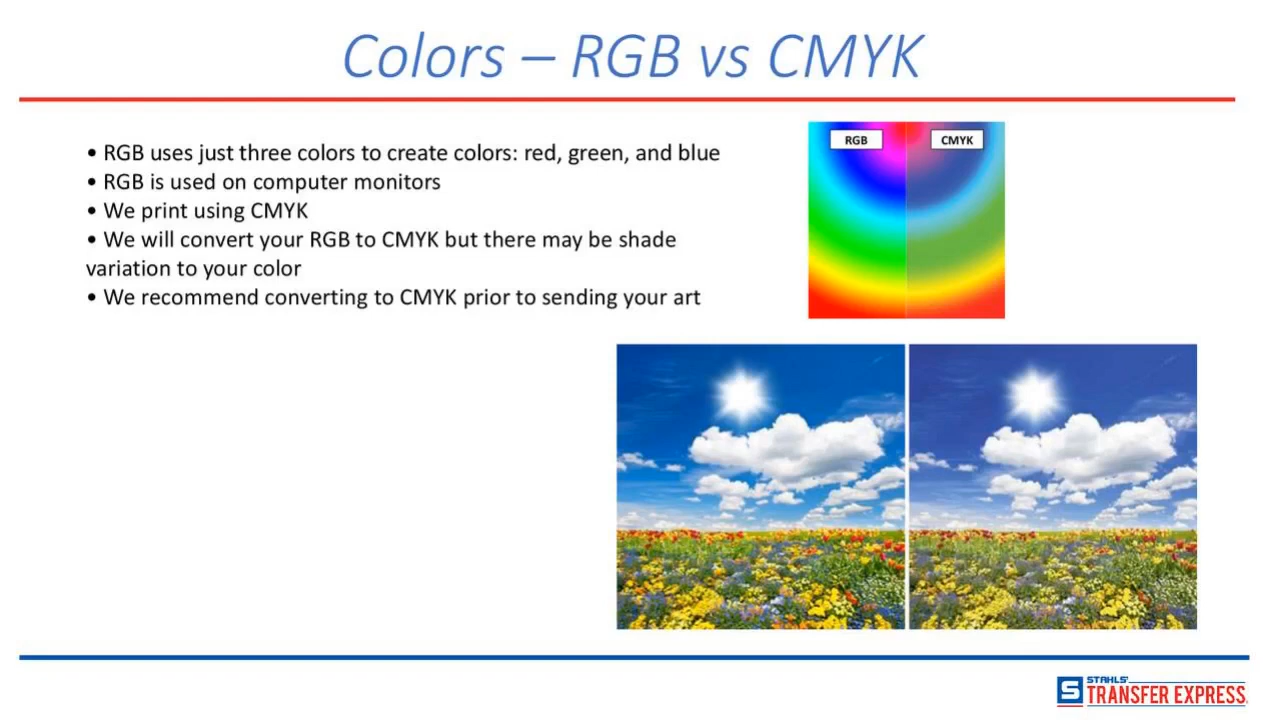 Colors – RGB vs CMYK
• RGB uses just three colors to create colors: red, green, and blue
• RGB is used on computer monitors
• We print using CMYK
• We will convert your RGB to CMYK but there may be shade
variation to your color
• We recommend converting to CMYK prior to sending your art
RGB
CMYK
STAHLS'
TRANSFER EXPRESS